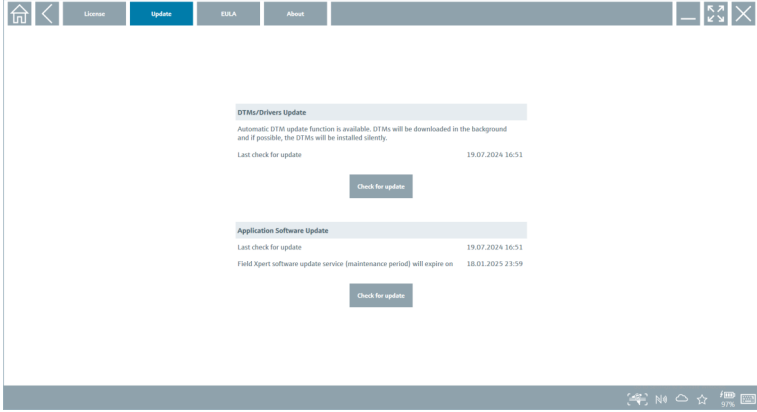 License
Update
EULA
About
DTMs/Drivers Update
Automatic DTM update function is available. DTMs will be downloaded in the background
and if possible, the DTMs will be installed silently.
Last check for update 19.07.2024 16:51
Check for update
Application Software Update
Last check for update 19.07.2024 16:51
Field Xpert software update service (maintenance period) will expire on 18.01.2025 23:59
Check for update
97%